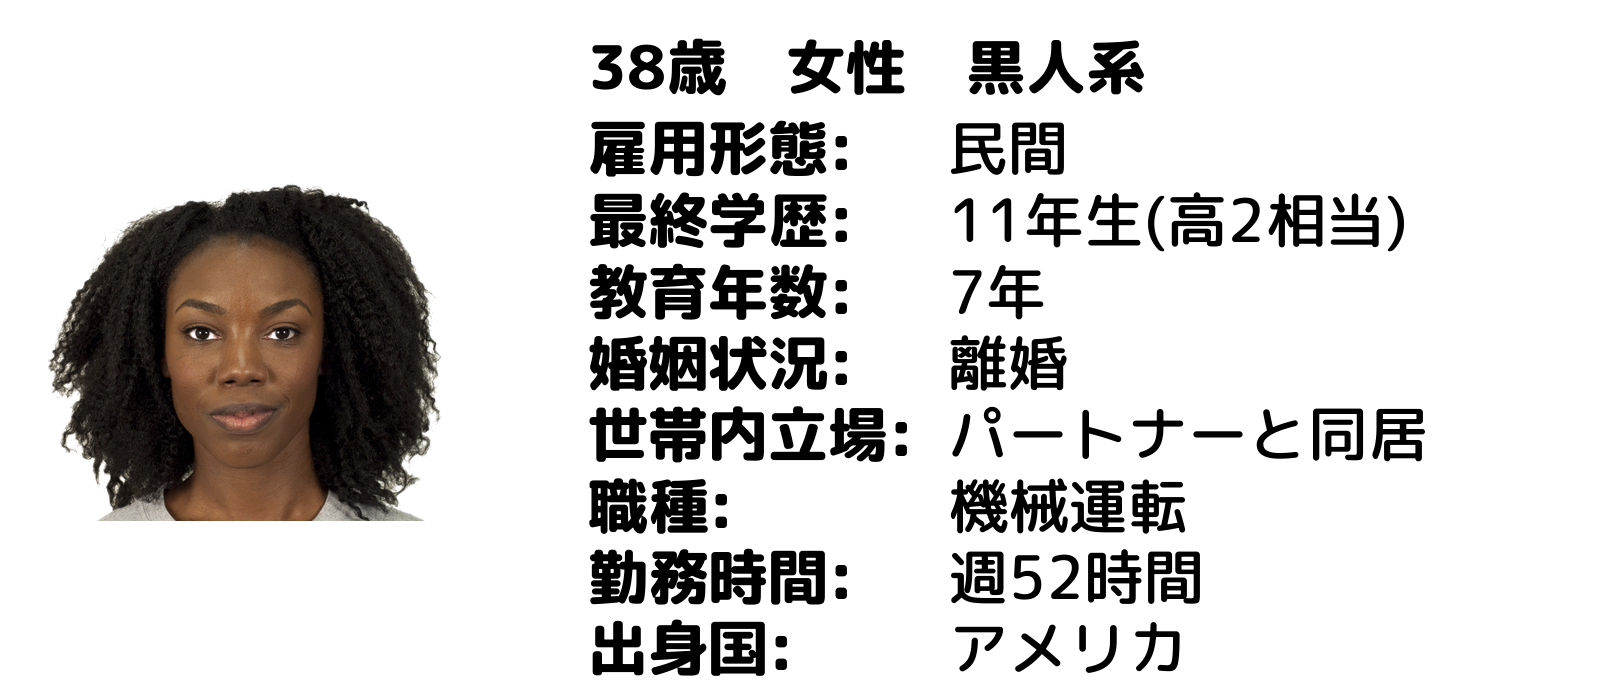 38歳　女性　黒人系
雇用形態:　民間
最終学歴:　11年生(高2相当)
教育年数:　7年
婚姻状況:　離婚
世帯内立場:　パートナーと同居
職種:　機械運転
勤務時間:　週52時間
出身国:　アメリカ